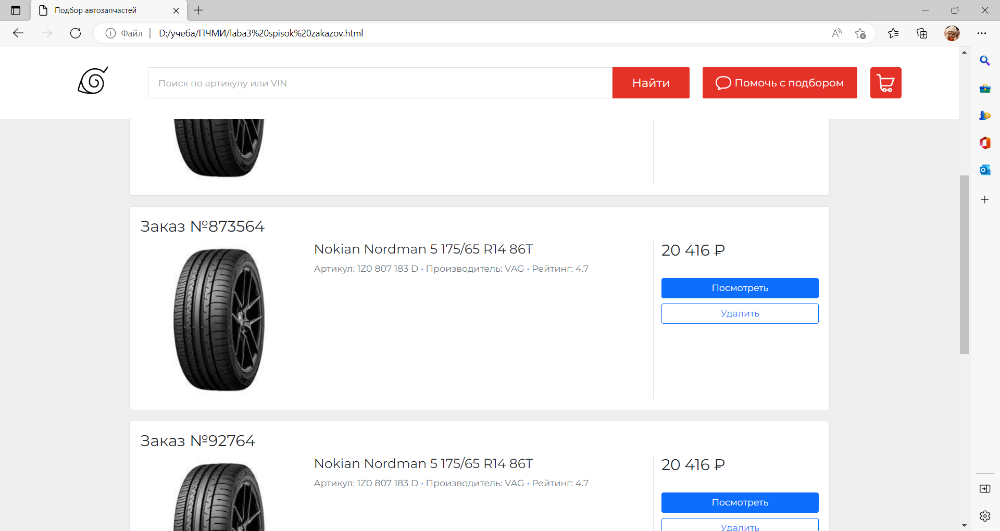 Подбор автозапчастей
Файл
D:/учеба/ПЧМИ/laba3%20spisok%20zakazov.html
Поиск по артикулу или VIN
Найти
Помочь с подбором
Заказ №873564
Nokian Nordman 5 175/65 R14 86T
Артикул: 1Z0 807 183 D • Производитель: VAG • Рейтинг: 4.7
20 416 ₽
Посмотреть
Удалить
Заказ №92764
Nokian Nordman 5 175/65 R14 86T
Артикул: 1Z0 807 183 D • Производитель: VAG • Рейтинг: 4.7
20 416 ₽
Посмотреть
Удалить